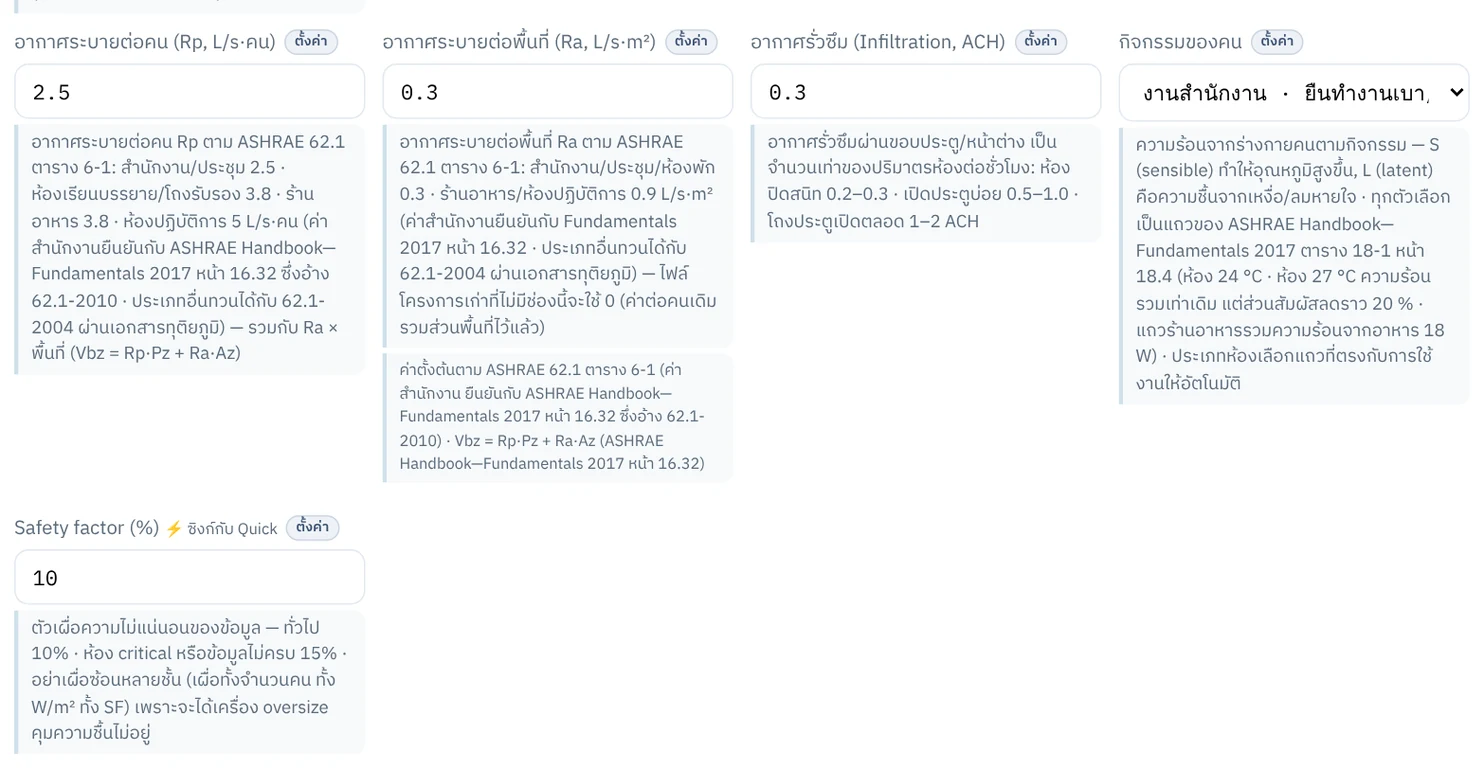 อากาศระบายต่อคน (Rp, L/s·คน) ตั้งค่า
2.5
อากาศระบายต่อคน Rp ตาม ASHRAE 62.1
ตาราง 6-1: สำนักงาน/ประชุม 2.5 ·
ห้องเรียนบรรยาย/โถงรับรอง 3.8 · ร้าน
อาหาร 3.8 · ห้องปฏิบัติการ 5 L/s·คน (ค่า
สำนักงานยืนยันกับ ASHRAE Handbook—
Fundamentals 2017 หน้า 16.32 ซึ่งอ้าง
62.1-2010 · ประเภทอื่นทวนได้กับ 62.1-
2004 ผ่านเอกสารทุติยภูมิ) — รวมกับ Ra ×
พื้นที่ (Vbz = Rp·Pz + Ra·Az)
อากาศระบายต่อพื้นที่ (Ra, L/s·m²) ตั้งค่า
0.3
อากาศระบายต่อพื้นที่ Ra ตาม ASHRAE
62.1 ตาราง 6-1: สำนักงาน/ประชุม/ห้องพัก
0.3 · ร้านอาหาร/ห้องปฏิบัติการ 0.9 L/s·m²
(ค่าสำนักงานยืนยันกับ Fundamentals
2017 หน้า 16.32 · ประเภทอื่นทวนได้กับ
62.1-2004 ผ่านเอกสารทุติยภูมิ) — ไฟล์
โครงการเก่าที่ไม่มีช่องนี้จะใช้ 0 (ค่าต่อคนเดิม
รวมส่วนพื้นที่ไว้แล้ว)
ค่าตั้งต้นตาม ASHRAE 62.1 ตาราง 6-1 (ค่า
สำนักงาน ยืนยันกับ ASHRAE Handbook—
Fundamentals 2017 หน้า 16.32 ซึ่งอ้าง 62.1-
2010) · Vbz = Rp·Pz + Ra·Az (ASHRAE
Handbook—Fundamentals 2017 หน้า 16.32)
อากาศรั่วซึม (Infiltration, ACH) ตั้งค่า
0.3
อากาศรั่วซึมผ่านขอบประตู/หน้าต่าง เป็น
จำนวนเท่าของปริมาตรห้องต่อชั่วโมง: ห้อง
ปิดสนิท 0.2–0.3 · เปิดประตูบ่อย 0.5–1.0 ·
โถงประตูเปิดตลอด 1–2 ACH
กิจกรรมของคน ตั้งค่า
งานสำนักงาน · ยืนทำงานเบา
ความร้อนจากร่างกายคนตามกิจกรรม — S
(sensible) ทำให้อุณหภูมิสูงขึ้น, L (latent)
คือความชื้นจากเหงื่อ/ลมหายใจ · ทุกตัวเลือก
เป็นแถวของ ASHRAE Handbook—
Fundamentals 2017 ตาราง 18-1 หน้า
18.4 (ห้อง 24 °C · ห้อง 27 °C ความร้อน
รวมเท่าเดิม แต่ส่วนสัมผัสลดราว 20 % ·
แถวร้านอาหารรวมความร้อนจากอาหาร 18
W) · ประเภทห้องเลือกแถวที่ตรงกับการใช้
งานให้อัตโนมัติ
Safety factor (%) ⚡ ซิงก์กับ Quick ตั้งค่า
10
ตัวเผื่อความไม่แน่นอนของข้อมูล — ทั่วไป
10% · ห้อง critical หรือข้อมูลไม่ครบ 15% ·
อย่าเผื่อซ้อนหลายชั้น (เผื่อทั้งจำนวนคน ทั้ง
W/m² ทั้ง SF) เพราะจะได้เครื่อง oversize
คุมความชื้นไม่อยู่